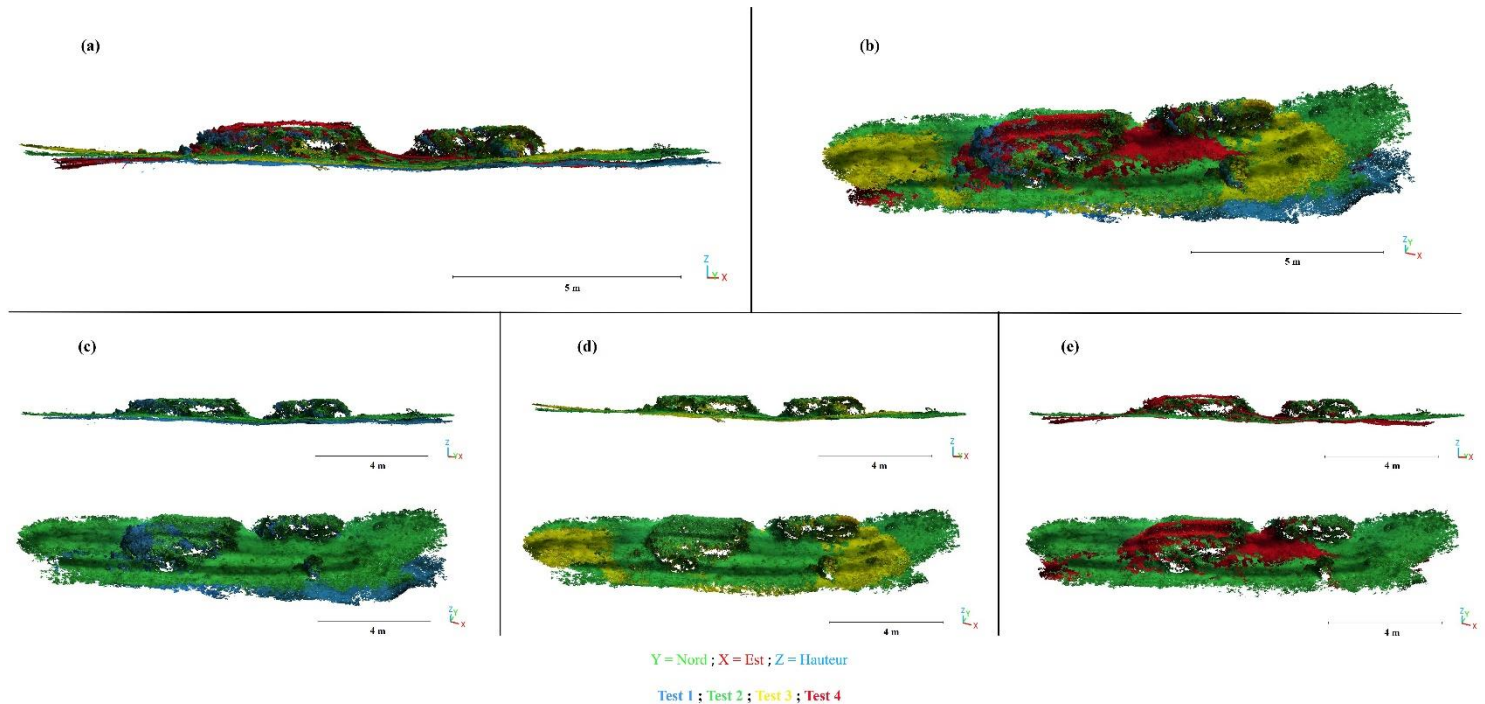 (a)
(b)
Z
Y X
5 m
Z Y
X
5 m
(c)
(d)
(e)
Z
Y X
4 m
Z
Y X
4 m
Z
Y X
4 m
Z Y
X
4 m
Z Y
X
4 m
Z Y
X
4 m
Y = Nord ; X = Est ; Z = Hauteur
Test 1 ; Test 2 ; Test 3 ; Test 4